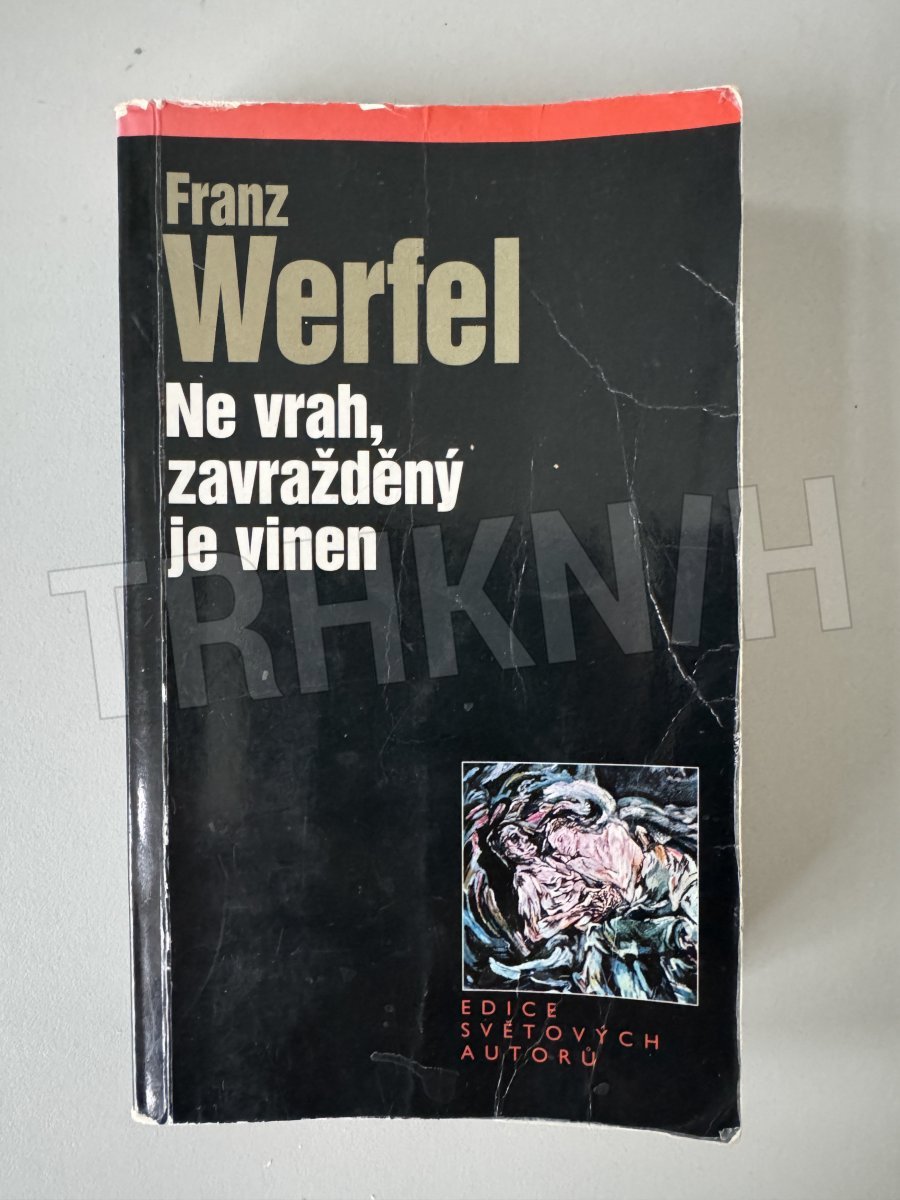 Franz
Werfel
Ne vrah,
zavražděný
je vinen
TRHKNIH
EDICE
SVĚTOVÝCH
AUTORŮ